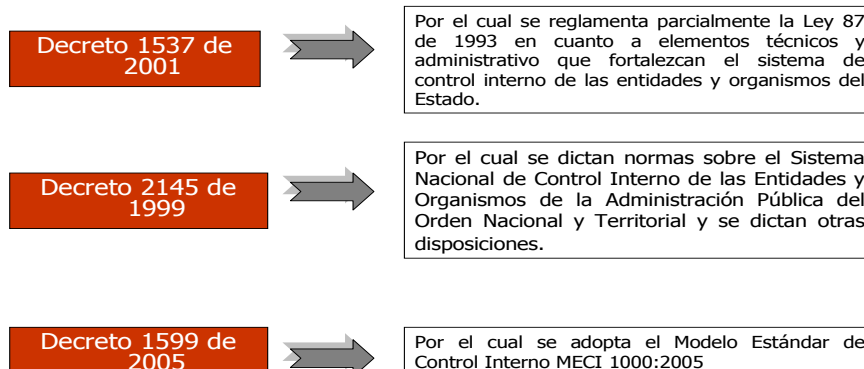 Decreto 1537 de
2001
Por el cual se reglamenta parcialmente la Ley 87
de 1993 en cuanto a elementos técnicos y
administrativo que fortalezcan el sistema de
control interno de las entidades y organismos del
Estado.
Decreto 2145 de
1999
Por el cual se dictan normas sobre el Sistema
Nacional de Control Interno de las Entidades y
Organismos de la Administración Pública del
Orden Nacional y Territorial y se dictan otras
disposiciones.
Decreto 1599 de
2005
Por el cual se adopta el Modelo Estándar de
Control Interno MECI 1000:2005